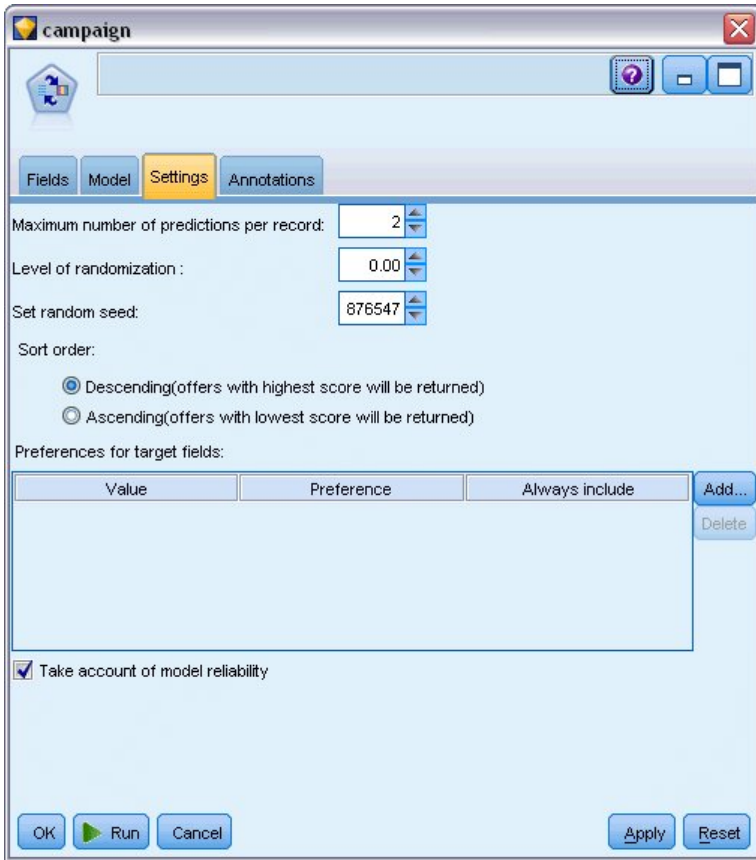 campaign
?
Fields Model Settings Annotations
Maximum number of predictions per record: 2
Level of randomization : 0.00
Set random seed: 876547
Sort order:
Descending(offers with highest score will be returned)
Ascending(offers with lowest score will be returned)
Preferences for target fields:
Value Preference Always include Add...
Delete
Take account of model reliability
OK Run Cancel Apply Reset